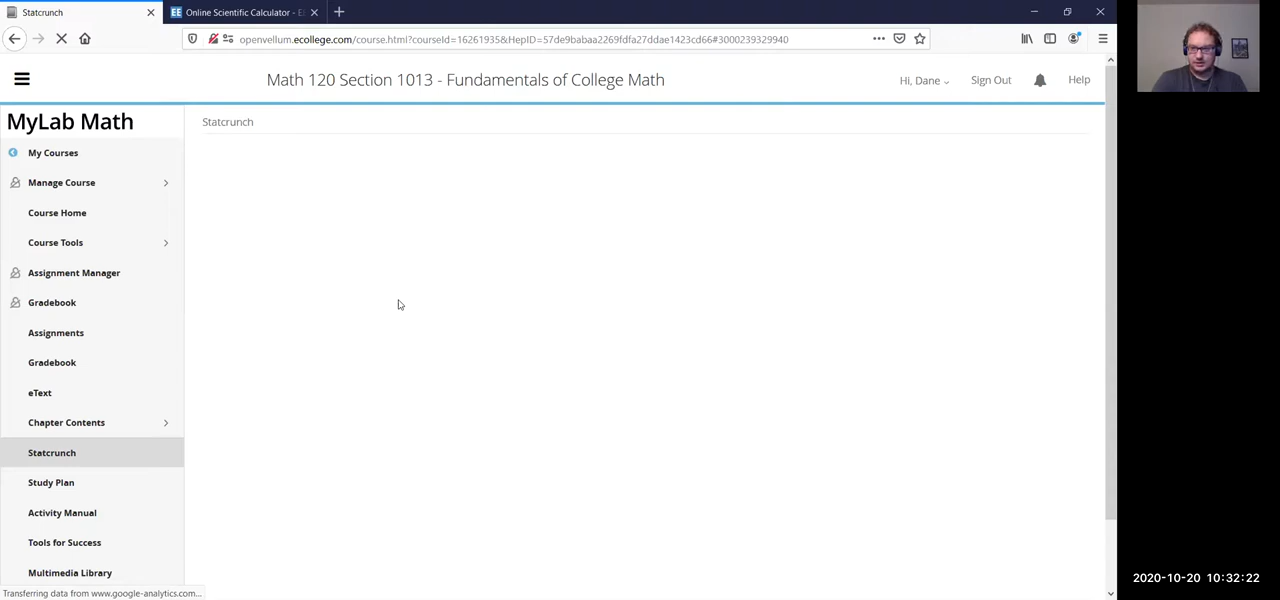 Statcrunch
EE Online Scientific Calculator - E
openvellum.ecollege.com/course.html?courseId=16261935&HepID=57de9babaa2269fdfa27ddae1423cd66#3000239329940
Math 120 Section 1013 - Fundamentals of College Math
Hi, Dane
Sign Out
Help
MyLab Math
Statcrunch
My Courses
Manage Course
Course Home
Course Tools
Assignment Manager
Gradebook
Assignments
Gradebook
eText
Chapter Contents
Statcrunch
Study Plan
Activity Manual
Tools for Success
Multimedia Library
Transferring data from www.google-analytics.com...
2020-10-20 10:32:22